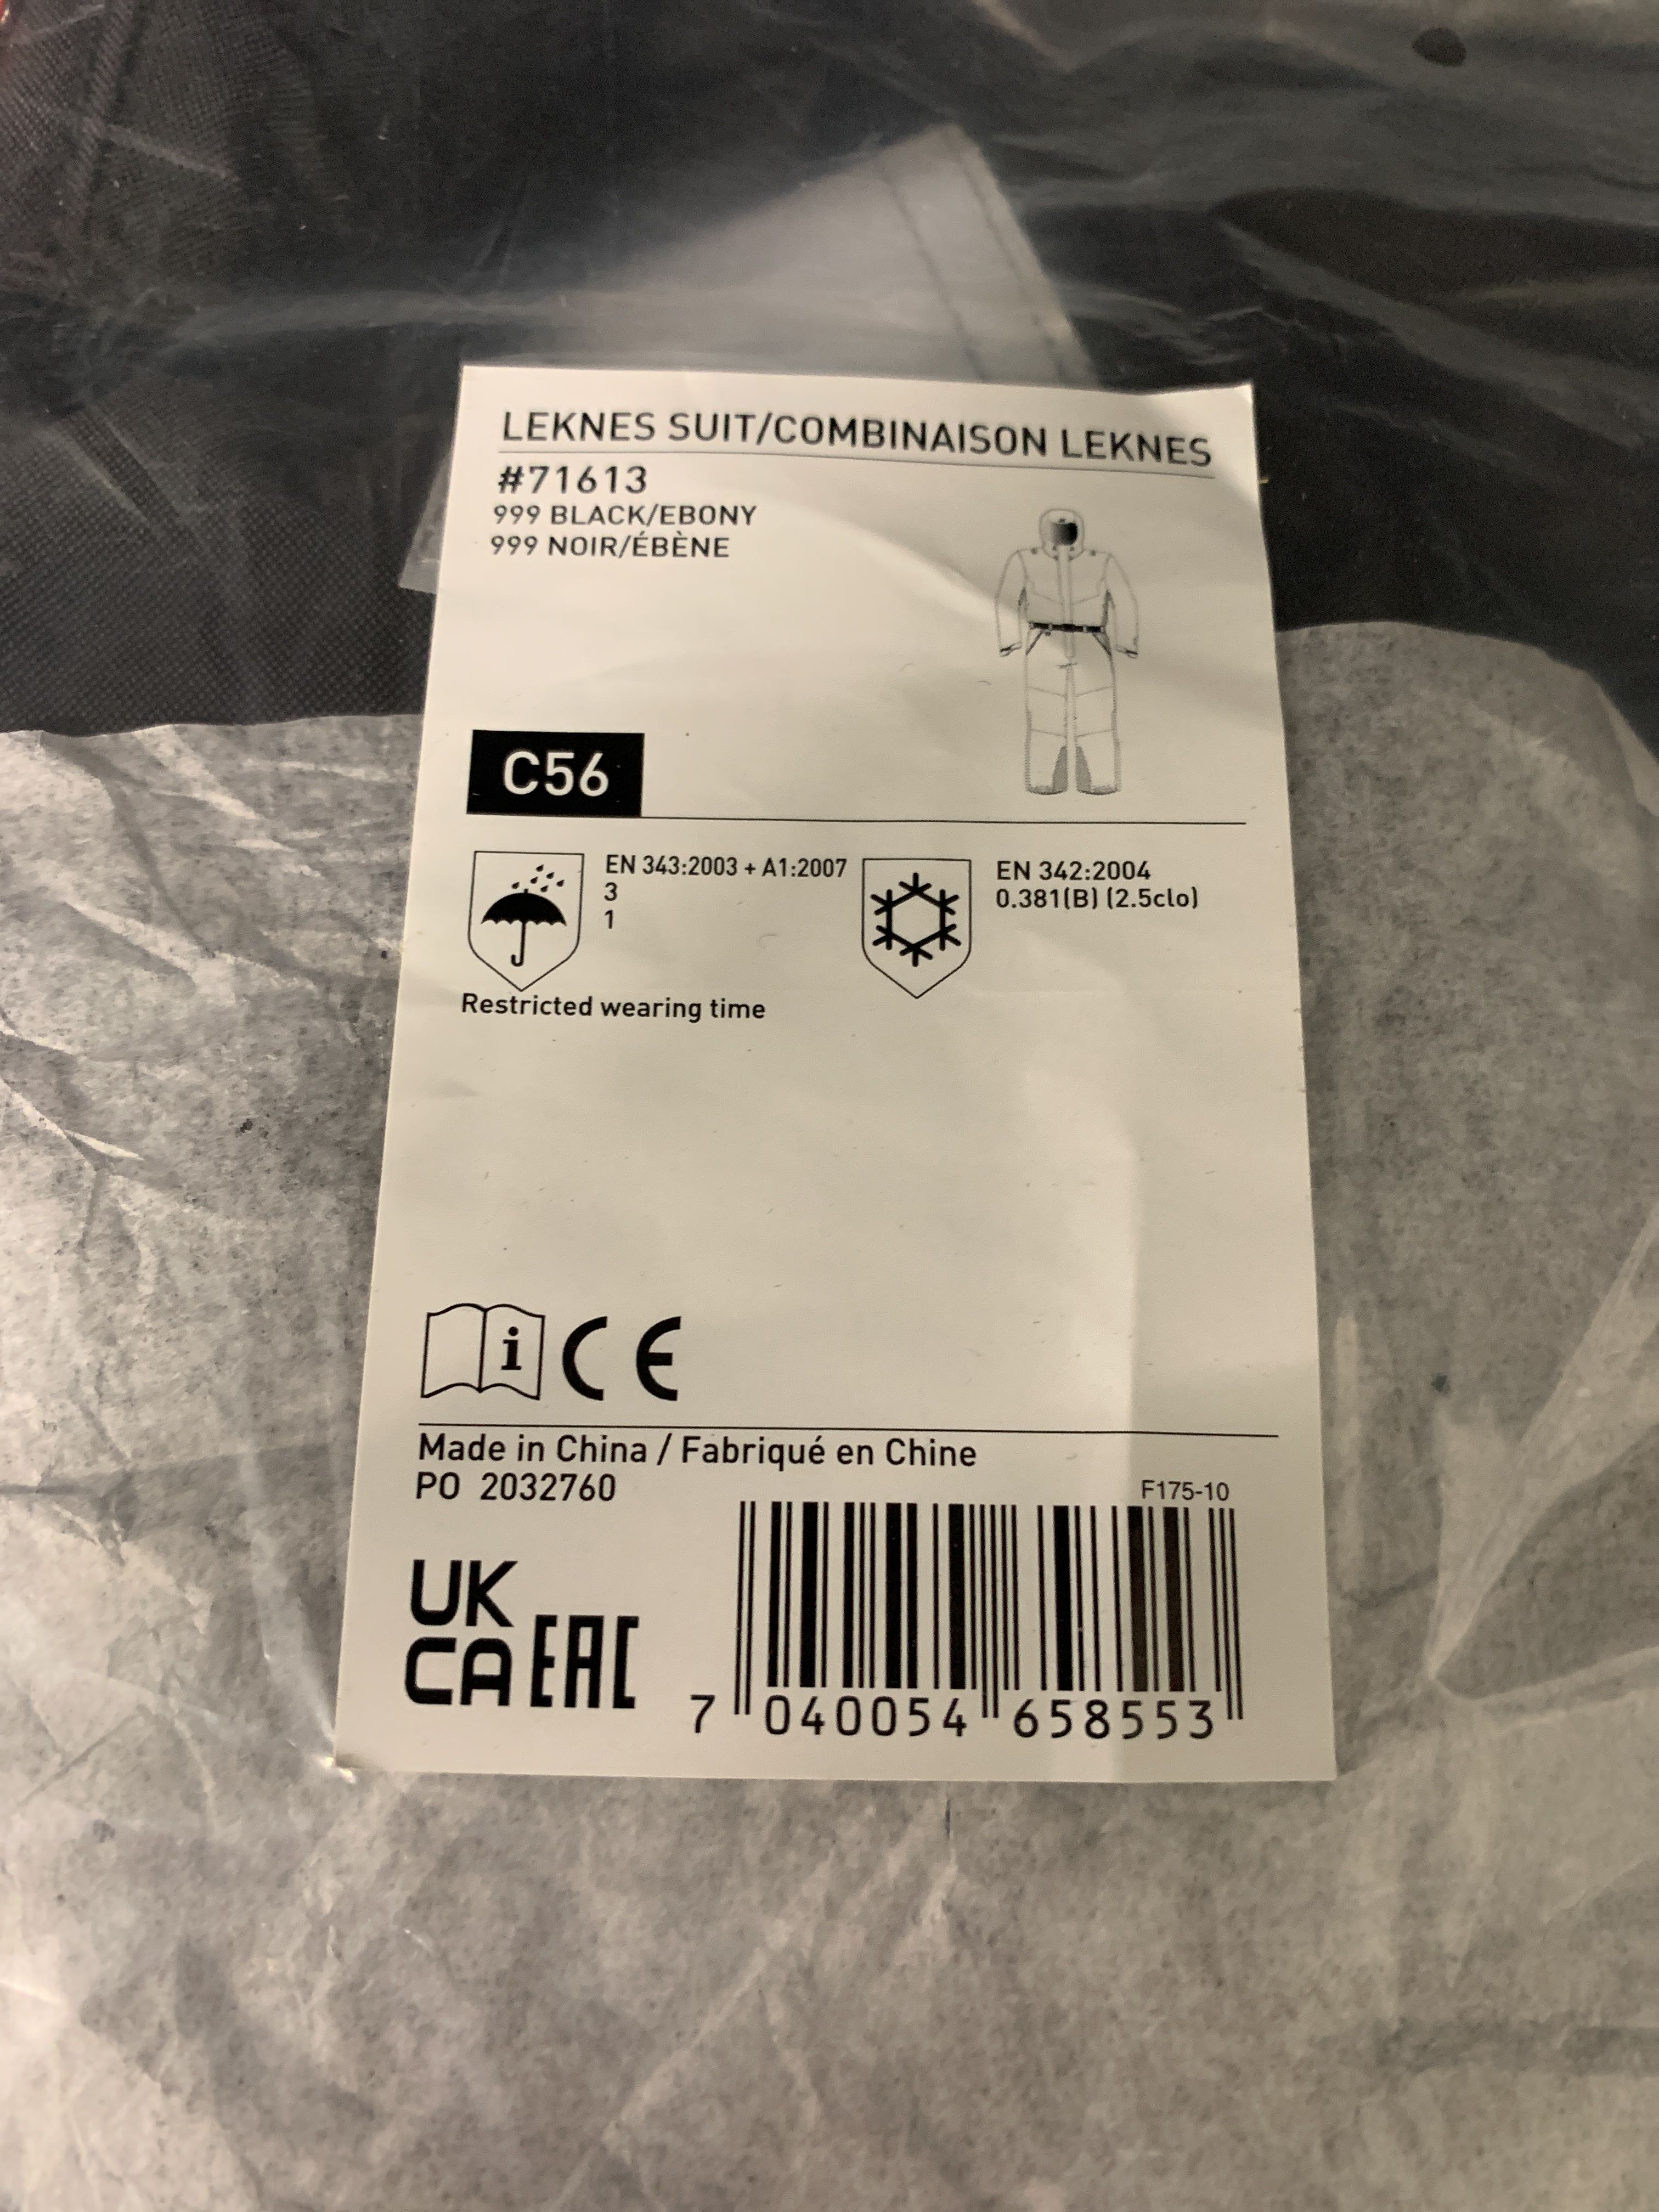 LEKNES SUIT/COMBINAISON LEKNES
#71613
999 BLACK/EBONY
999 NOIR/ÉBÈNE
C56
EN 343:2003 + A1:2007
3
1
EN 342:2004
0.381(B) (2.5clo)
Restricted wearing time
i CE
Made in China / Fabriqué en Chine
PO 2032760
F175-10
UK
CA EAC
7 040054 658553